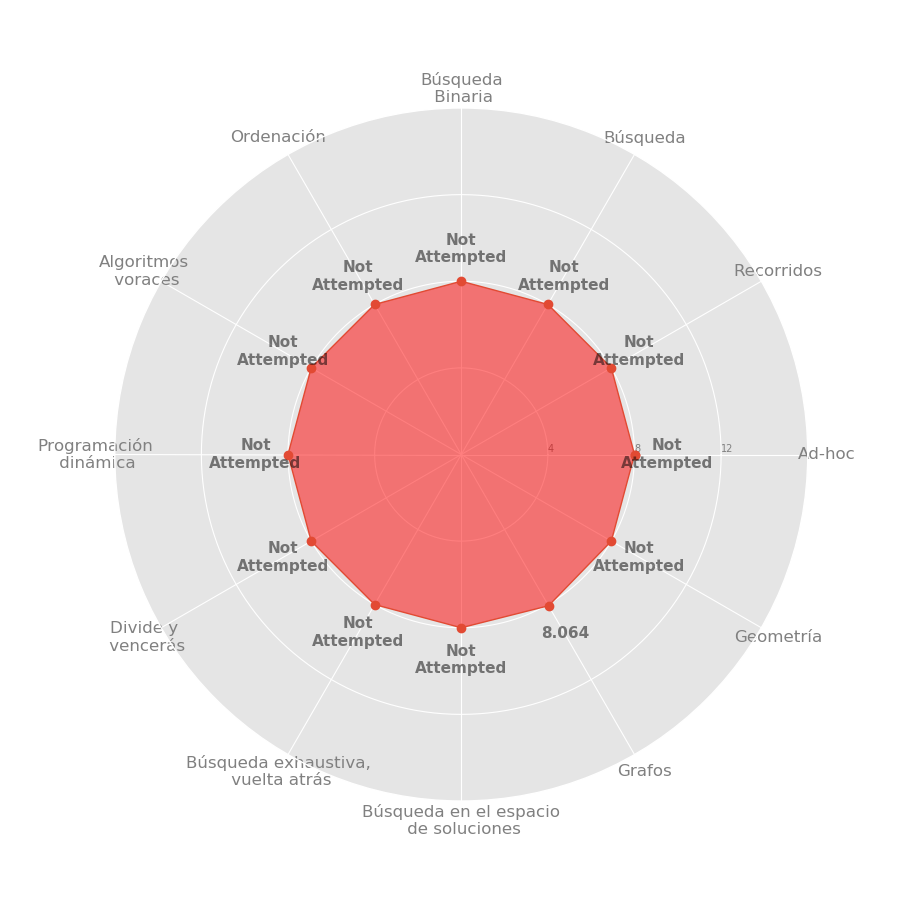 Búsqueda
Binaria
Ordenación
Búsqueda
Not
Attempted
Algoritmos
voraces
Not
Attempted
Not
Attempted
Recorridos
Not
Attempted
Not
Attempted
Programación
dinámica
Not
Attempted
4
8
12
Not
Attempted
Ad-hoc
Not
Attempted
Not
Attempted
Divide y
vencerás
Not
Attempted
8.064
Geometría
Not
Attempted
Búsqueda exhaustiva,
vuelta atrás
Grafos
Búsqueda en el espacio
de soluciones